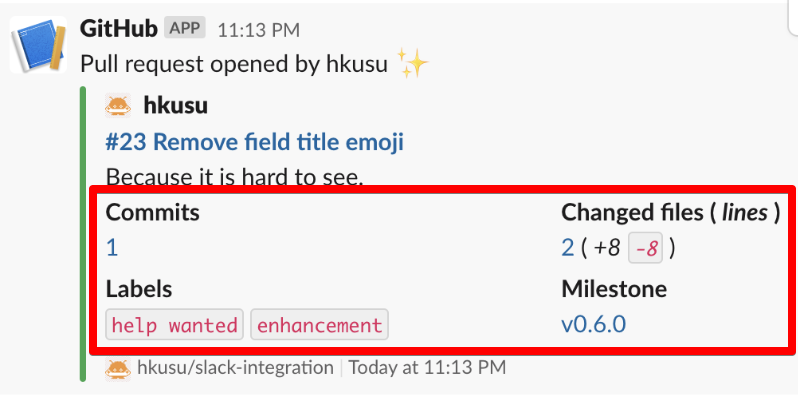 GitHub APP 11:13 PM
Pull request opened by hkusu ✨
hkusu
#23 Remove field title emoji
Because it is hard to see.
Commits Changed files ( lines )
1 2 ( +8 -8 )
Labels Milestone
help wanted enhancement v0.6.0
hkusu/slack-integration Today at 11:13 PM